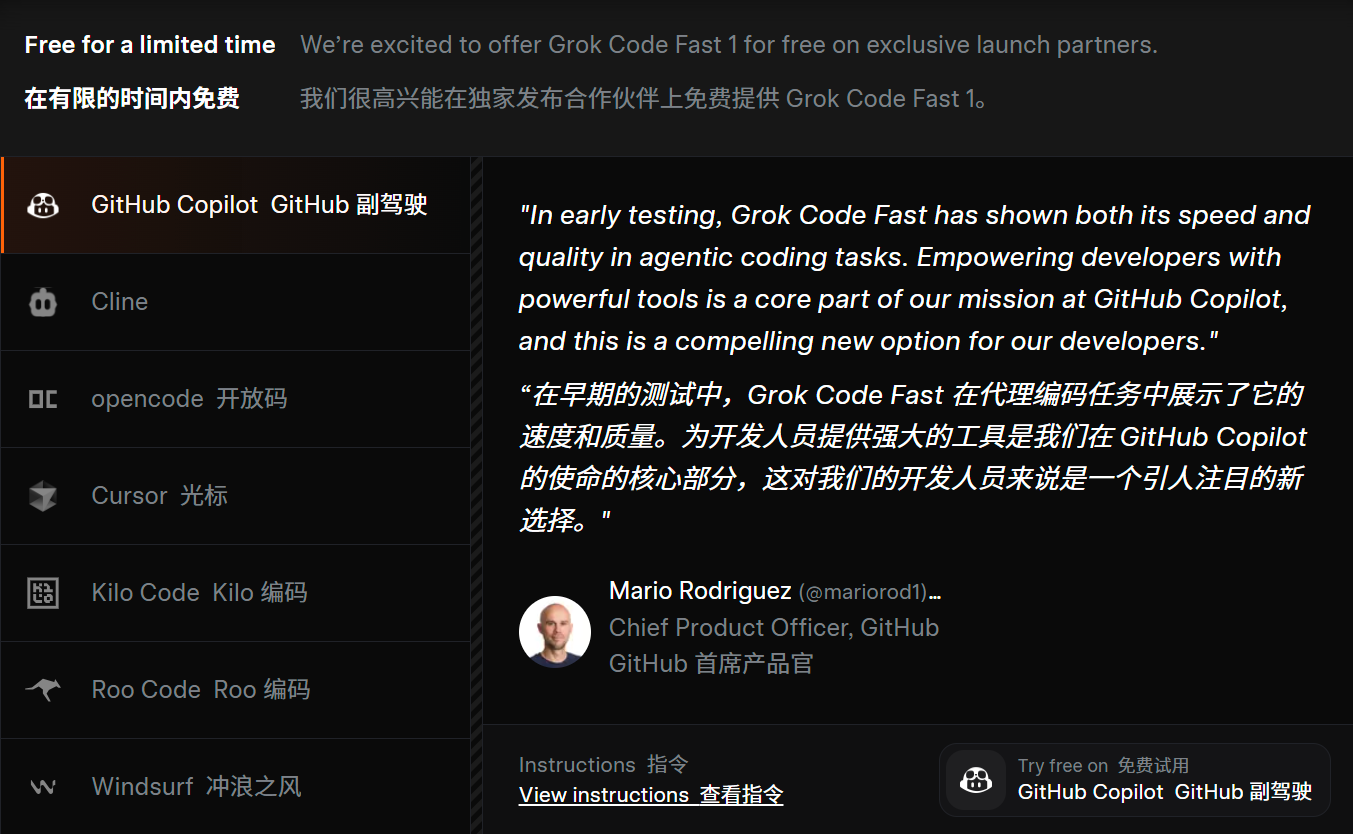 Free for a limited time
We’re excited to offer Grok Code Fast 1 for free on exclusive launch partners.
在有限的时间内免费
我们很高兴能在独家发布合作伙伴上免费提供 Grok Code Fast 1。
GitHub Copilot GitHub 副驾驶
Cline
opencode 开放码
Cursor 光标
Kilo Code Kilo 编码
Roo Code Roo 编码
Windsurf 冲浪之风
"In early testing, Grok Code Fast has shown both its speed and
quality in agentic coding tasks. Empowering developers with
powerful tools is a core part of our mission at GitHub Copilot,
and this is a compelling new option for our developers."
“在早期的测试中，Grok Code Fast 在代理编码任务中展示了它的
速度和质量。为开发人员提供强大的工具是我们在 GitHub Copilot
的使命的核心部分，这对我们的开发人员来说是一个引人注目的新
选择。"
Mario Rodriguez (@mariorod1)...
Chief Product Officer, GitHub
GitHub 首席产品官
Instructions 指令
View instructions 查看指令
Try free on 免费试用
GitHub Copilot GitHub 副驾驶